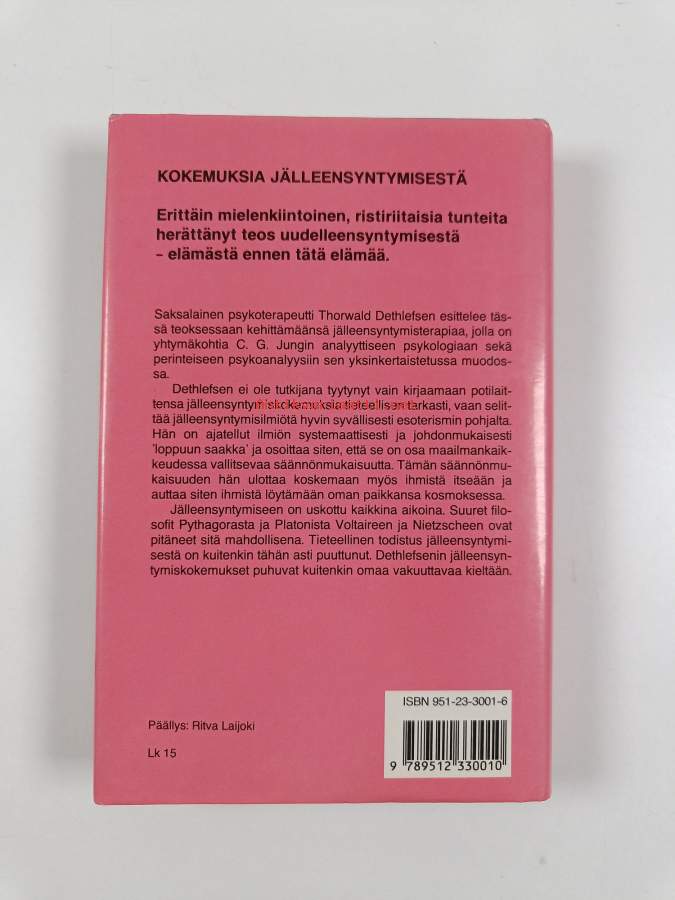 KOKEMUKSIA JÄLLEENSYNTYMISESTÄ
Erittäin mielenkiintoinen, ristiriitaisia tunteita
herättänyt teos uudelleensyntymisestä
– elämästä ennen tätä elämää.
Saksalainen psykoterapeutti Thorwald Dethlefsen esittelee täs-
sä teoksessaan kehittämäänsä jälleensyntymisterapiaa, jolla on
yhtymäkohtia C. G. Jungin analyyttiseen psykologiaan sekä
perinteiseen psykoanalyysiin sen yksinkertaistetussa muodos-
sa.
Dethlefsen ei ole tutkijana tyytynyt vain kirjaamaan potilait-
tensa jälleensyntymiskokemuksia tieteellisen tarkasti, vaan selit-
tää jälleensyntymisilmiötä hyvin syvällisesti esoterismin pohjalta.
Hän on ajatellut ilmiön systemaattisesti ja johdonmukaisesti
'loppuun saakka' ja osoittaa siten, että se on osa maailmankaik-
keudessa vallitsevaa säännönmukaisuutta. Tämän säännönmu-
kaisuuden hän ulottaa koskemaan myös ihmistä itseään ja
auttaa siten ihmistä löytämään oman paikkansa kosmoksessa.
Jälleensyntymiseen on uskottu kaikkina aikoina. Suuret filo-
sofit Pythagorasta ja Platonista Voltaireen ja Nietzscheen ovat
pitäneet sitä mahdollisena. Tieteellinen todistus jälleensyntymi-
sestä on kuitenkin tähän asti puuttunut. Dethlefsenin jälleensyn-
tymiskokemukset puhuvat kuitenkin omaa vakuuttavaa kieltään.
ISBN 951-23-3001-6
Päällys: Ritva Laijoki
Lk 15
9 789512 330010